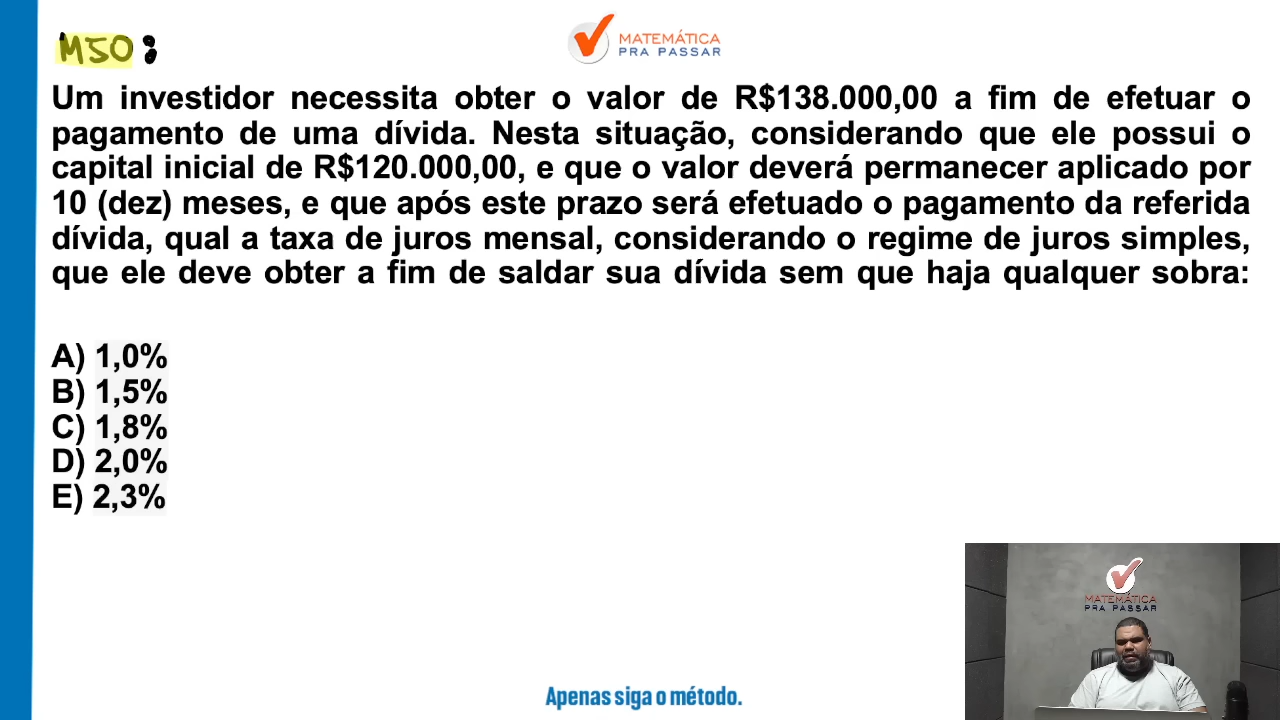 M50:
MATEMÁTICA
PRA PASSAR
Um investidor necessita obter o valor de R$138.000,00 a fim de efetuar o
pagamento de uma dívida. Nesta situação, considerando que ele possui o
capital inicial de R$120.000,00, e que o valor deverá permanecer aplicado por
10 (dez) meses, e que após este prazo será efetuado o pagamento da referida
dívida, qual a taxa de juros mensal, considerando o regime de juros simples,
que ele deve obter a fim de saldar sua dívida sem que haja qualquer sobra:
A) 1,0%
B) 1,5%
C) 1,8%
D) 2,0%
E) 2,3%
MATEMÁTICA
PRA PASSAR
Apenas siga o método.